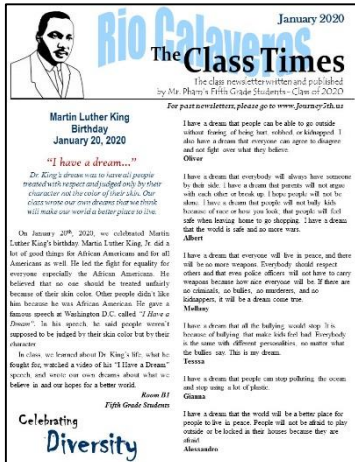 January 2020
Rio Calaveras
The Class Times
The class newsletter written and published
by Mr. Pham's Fifth Grade Students - Class of 2020
For past newsletters, please go to www.Journey5th.us
Martin Luther King
Birthday
January 20, 2020
"I have a dream..."
Dr. King's dream was to have all people
treated with respect and judged only by their
character not the color of their skin. Our
class wrote our own dreams that we think
will make our world a better place to live.
On January 20th, 2020, we celebrated Martin
Luther King's birthday. Martin Luther King, Jr. did a
lot of good things for African Americans and for all
Americans as well. He led the fight for equality for
everyone especially the African Americans. He
believed that no one should be treated unfairly
because of their skin color. Other people didn't like
him because he was African American. He gave a
famous speech at Washington D.C. called "I Have a
Dream". In his speech, he said people weren't
supposed to be judged by their skin color but by their
character.
In class, we learned about Dr. King's life, what he
fought for, watched a video of his "I Have a Dream"
speech, and wrote our own dreams about what we
believe in and our hopes for a better world.
Room B1
Fifth Grade Students
Celebrating
Diversity
I have a dream that people can be able to go outside
without fearing of being hurt, robbed, or kidnapped. I
also have a dream that everyone can agree to disagree
and not fight over what they believe.
Oliver
I have a dream that everybody will always have someone
by their side. I have a dream that parents will not argue
with each other or break up. I hope people will not be
alone. I have a dream that people will not bully kids
because of race or how you look, that people will feel
safe when leaving home to go shopping. I have a dream
that the world is safe and no more wars.
Albert
I have a dream that everyone will live in peace, and there
will be no more weapons. Everybody should respect
others and that even police officers will not have to carry
weapons because how nice everyone will be. If there are
no criminals, no bullies, no murderers, and no
kidnappers, it will be a dream come true.
Mellany
I have a dream that all the bullying would stop. It is
because of bullying that make kids feel bad. Everybody
is the same with different personalities, no matter what
the bullies say. This is my dream.
Tesssa
I have a dream that people can stop polluting the ocean
and stop using a lot of plastic.
Gianna
I have a dream that the world will be a better place for
people to live in peace. People will not be afraid to play
outside or be locked in their houses because they are
afraid
Alessandro